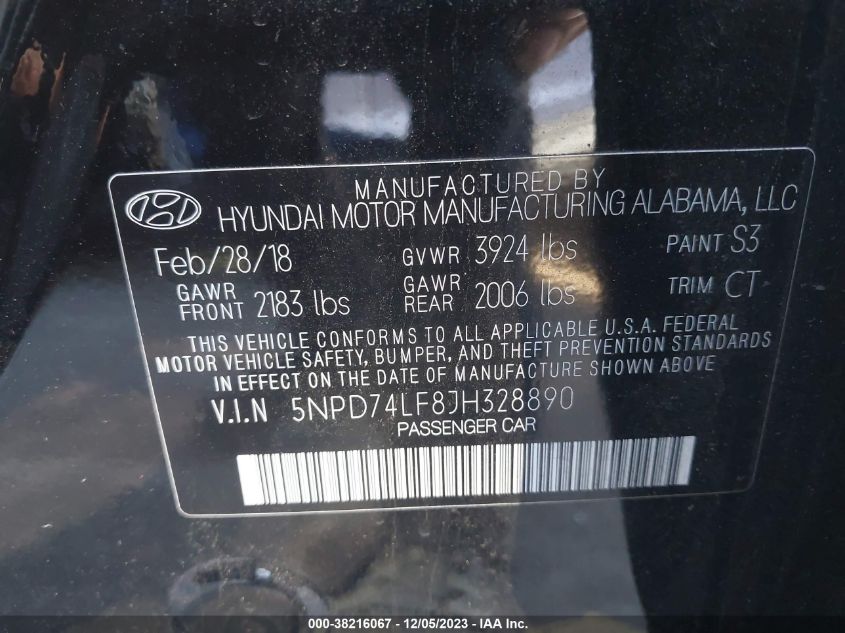 MANUFACTURED BY
HYUNDAI MOTOR MANUFACTURING ALABAMA, LLC
Feb/28/18 GVWR 3924 lbs PAINT S3
GAWR FRONT 2183 lbs GAWR REAR 2006 lbs TRIM CT
THIS VEHICLE CONFORMS TO ALL APPLICABLE U.S.A. FEDERAL
MOTOR VEHICLE SAFETY, BUMPER, AND THEFT PREVENTION STANDARDS
IN EFFECT ON THE DATE OF MANUFACTURE SHOWN ABOVE
V.I.N 5NPD74LF8JH328890
PASSENGER CAR
000-38216067 - 12/05/2023 - IAA Inc.